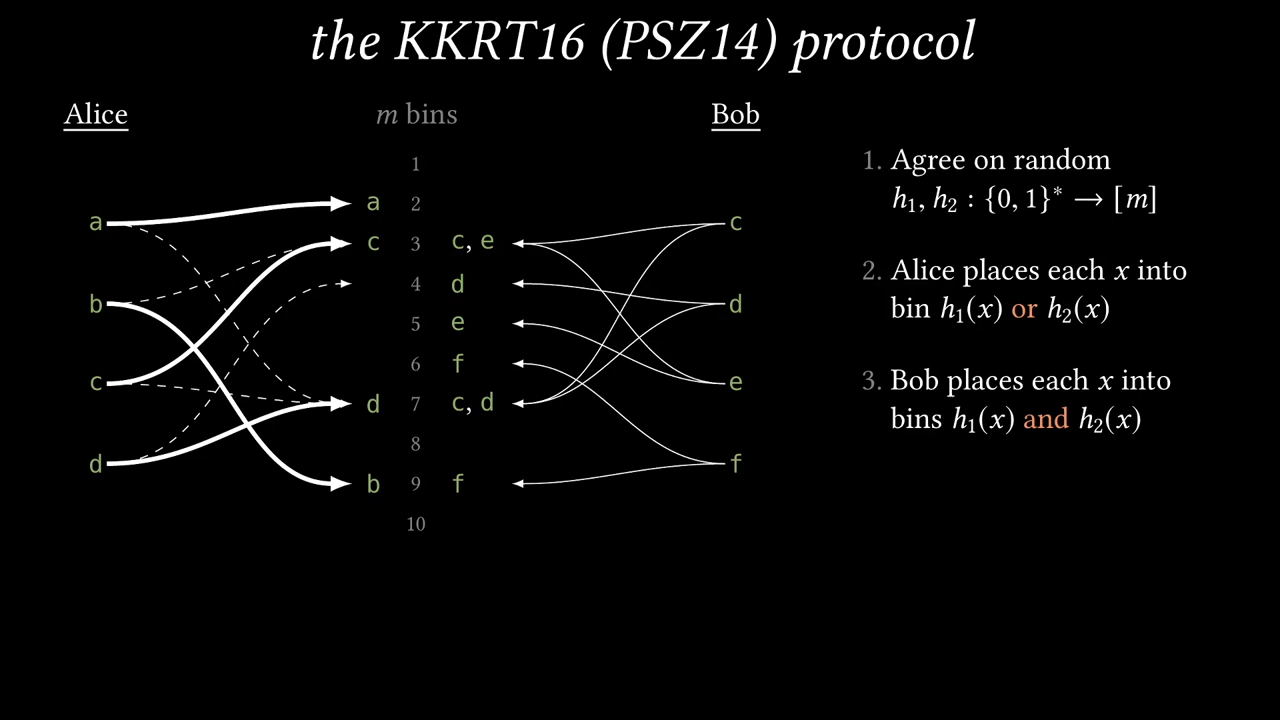 the KKRT16 (PSZ14) protocol
Alice
m bins
Bob
1
a 2
c 3 c, e
4 d
5 e
6 f
d 7 c, d
8
b 9 f
10
a
b
c
d
c
d
e
f
1. Agree on random
h₁, h₂ : {0, 1}* → [m]
2. Alice places each x into
bin h₁(x) or h₂(x)
3. Bob places each x into
bins h₁(x) and h₂(x)